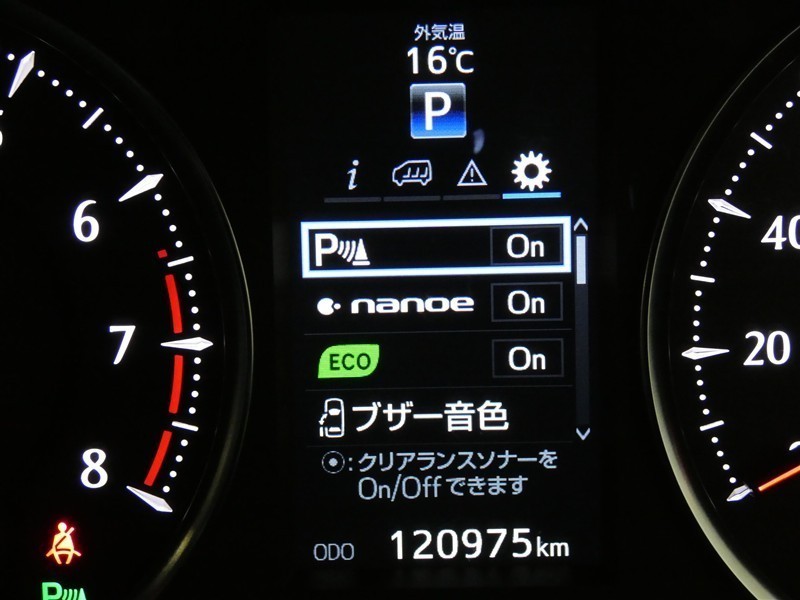 外気温
16℃
P
i
P On
nanoe On
ECO On
ブザー音色
:クリアランスソナーを
On/Offできます
ODO 120975km
6
7
8
40
20
P